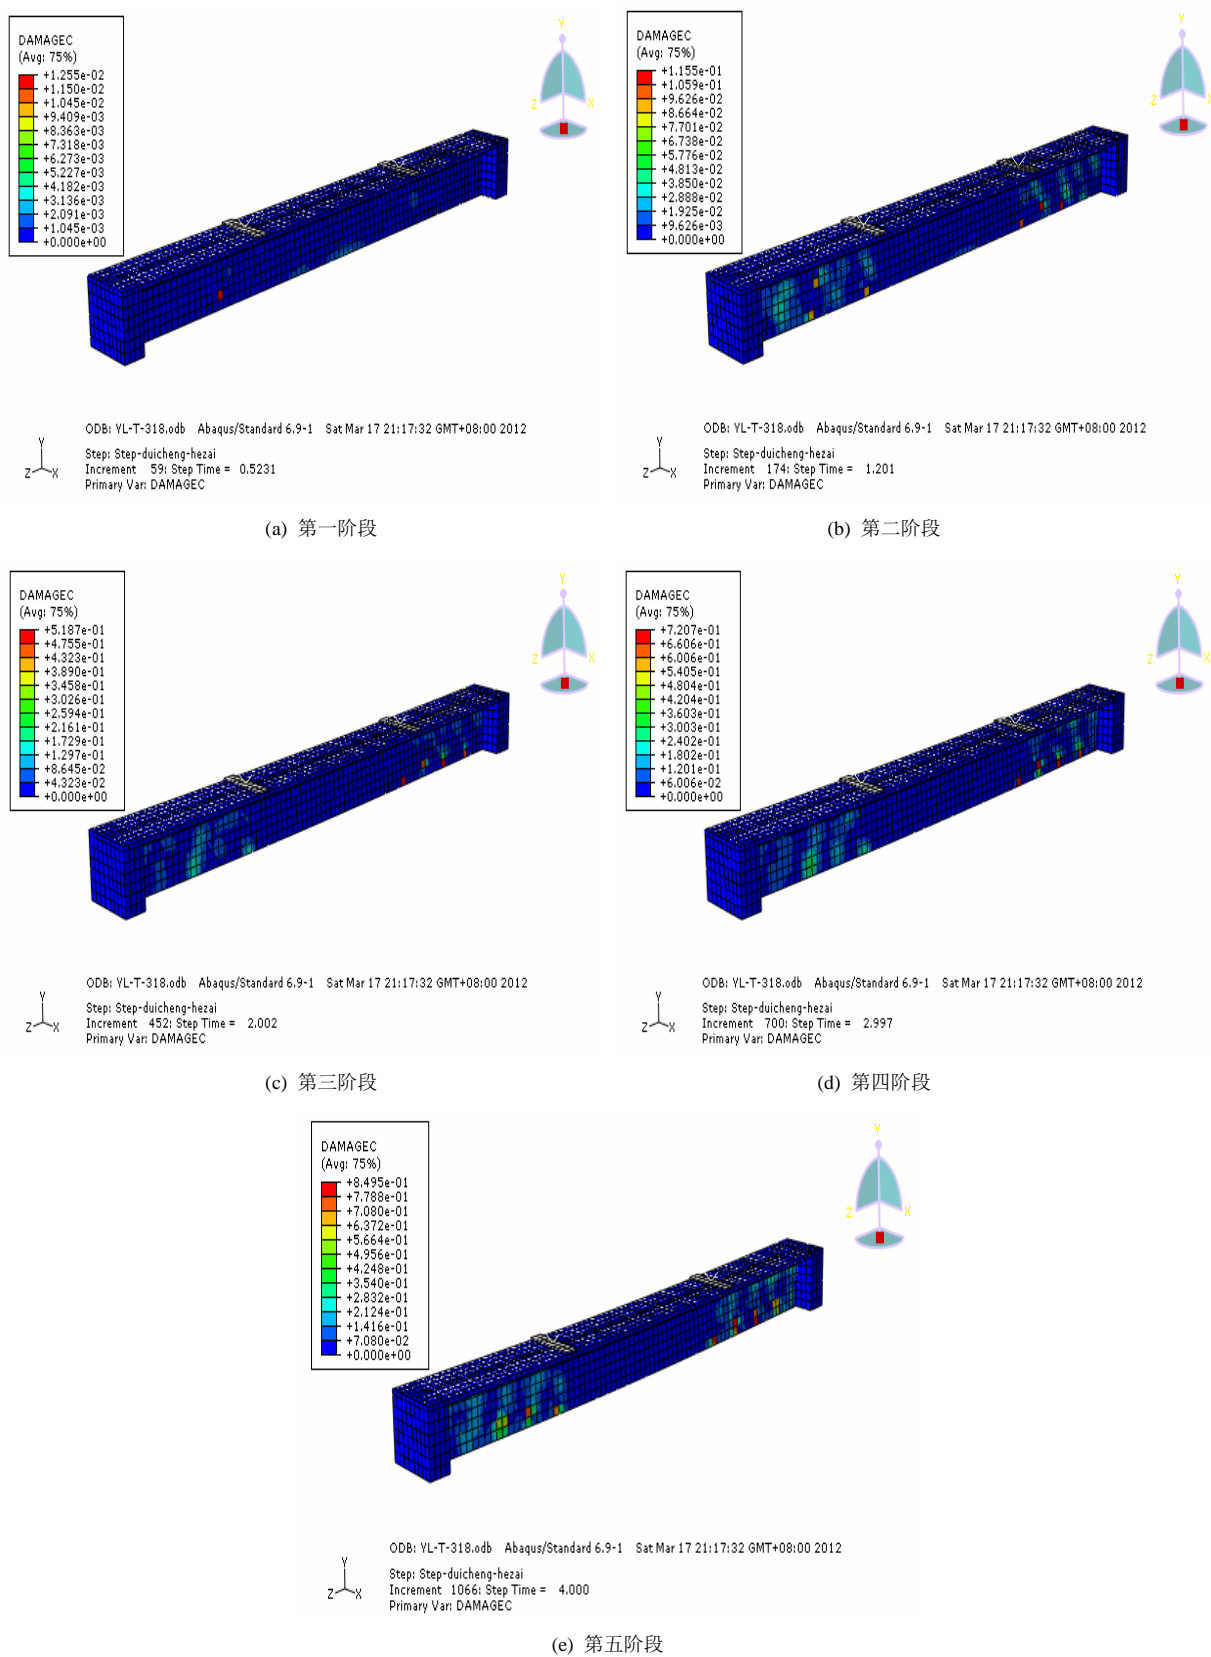 DAMAGEC
(Avg: 75%)
+1.255e-02
+1.150e-02
+1.045e-02
+9.409e-03
+8.363e-03
+7.318e-03
+6.273e-03
+5.227e-03
+4.182e-03
+3.136e-03
+2.091e-03
+1.045e-03
+0.000e+00
Y
Z
X
ODB: YL-T-318.odb Abaqus/Standard 6.9-1 Sat Mar 17 21:17:32 GMT+08:00 2012
Step: Step-duicheng-hezai
Increment 59: Step Time = 0.5231
Primary Var: DAMAGEC
Y
Z
X
(a) 第一阶段
DAMAGEC
(Avg: 75%)
+1.155e-01
+1.059e-01
+9.626e-02
+8.664e-02
+7.701e-02
+6.738e-02
+5.776e-02
+4.813e-02
+3.850e-02
+2.888e-02
+1.925e-02
+9.626e-03
+0.000e+00
Y
Z
X
ODB: YL-T-318.odb Abaqus/Standard 6.9-1 Sat Mar 17 21:17:32 GMT+08:00 2012
Step: Step-duicheng-hezai
Increment 174: Step Time = 1.201
Primary Var: DAMAGEC
Y
Z
X
(b) 第二阶段
DAMAGEC
(Avg: 75%)
+5.187e-01
+4.755e-01
+4.323e-01
+3.890e-01
+3.458e-01
+3.026e-01
+2.594e-01
+2.161e-01
+1.729e-01
+1.297e-01
+8.645e-02
+4.323e-02
+0.000e+00
Y
Z
X
ODB: YL-T-318.odb Abaqus/Standard 6.9-1 Sat Mar 17 21:17:32 GMT+08:00 2012
Step: Step-duicheng-hezai
Increment 452: Step Time = 2.002
Primary Var: DAMAGEC
Y
Z
X
(c) 第三阶段
DAMAGEC
(Avg: 75%)
+7.207e-01
+6.606e-01
+6.006e-01
+5.405e-01
+4.804e-01
+4.204e-01
+3.603e-01
+3.003e-01
+2.402e-01
+1.802e-01
+1.201e-01
+6.006e-02
+0.000e+00
Y
Z
X
ODB: YL-T-318.odb Abaqus/Standard 6.9-1 Sat Mar 17 21:17:32 GMT+08:00 2012
Step: Step-duicheng-hezai
Increment 700: Step Time = 2.997
Primary Var: DAMAGEC
Y
Z
X
(d) 第四阶段
DAMAGEC
(Avg: 75%)
+8.495e-01
+7.788e-01
+7.080e-01
+6.372e-01
+5.664e-01
+4.956e-01
+4.248e-01
+3.540e-01
+2.832e-01
+2.124e-01
+1.416e-01
+7.080e-02
+0.000e+00
Y
Z
X
ODB: YL-T-318.odb Abaqus/Standard 6.9-1 Sat Mar 17 21:17:32 GMT+08:00 2012
Step: Step-duicheng-hezai
Increment 1066: Step Time = 4.000
Primary Var: DAMAGEC
Y
Z
X
(e) 第五阶段